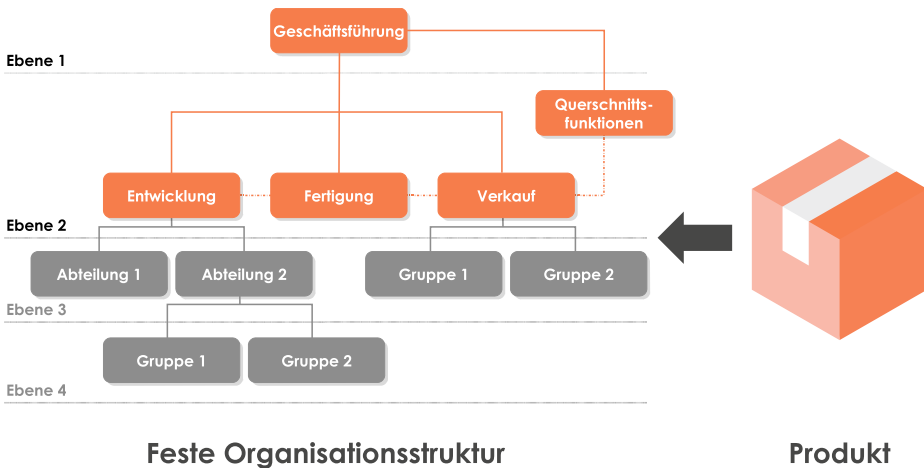 Geschäftsführung
Ebene 1
Querschnitts-
funktionen
Entwicklung
Fertigung
Verkauf
Ebene 2
Abteilung 1
Abteilung 2
Gruppe 1
Gruppe 2
Ebene 3
Gruppe 1
Gruppe 2
Ebene 4
Feste Organisationsstruktur
Produkt